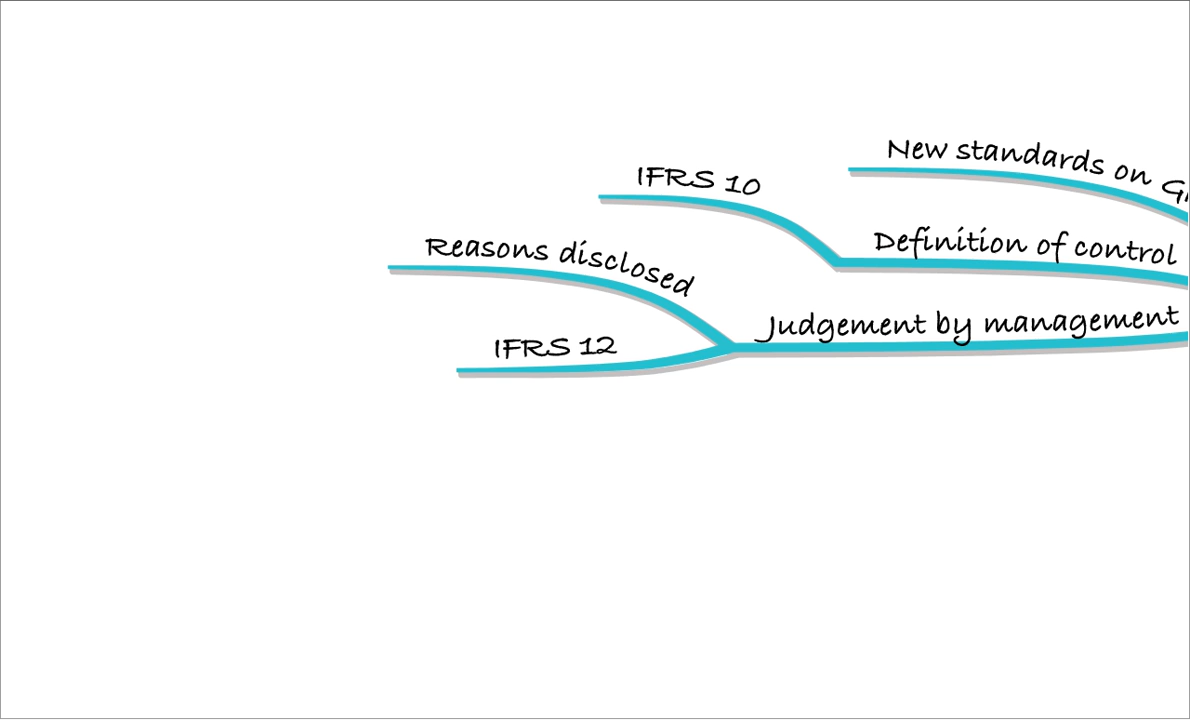 New standards on
IFRS 10
Definition of control
Reasons disclosed
Judgement by management
IFRS 12